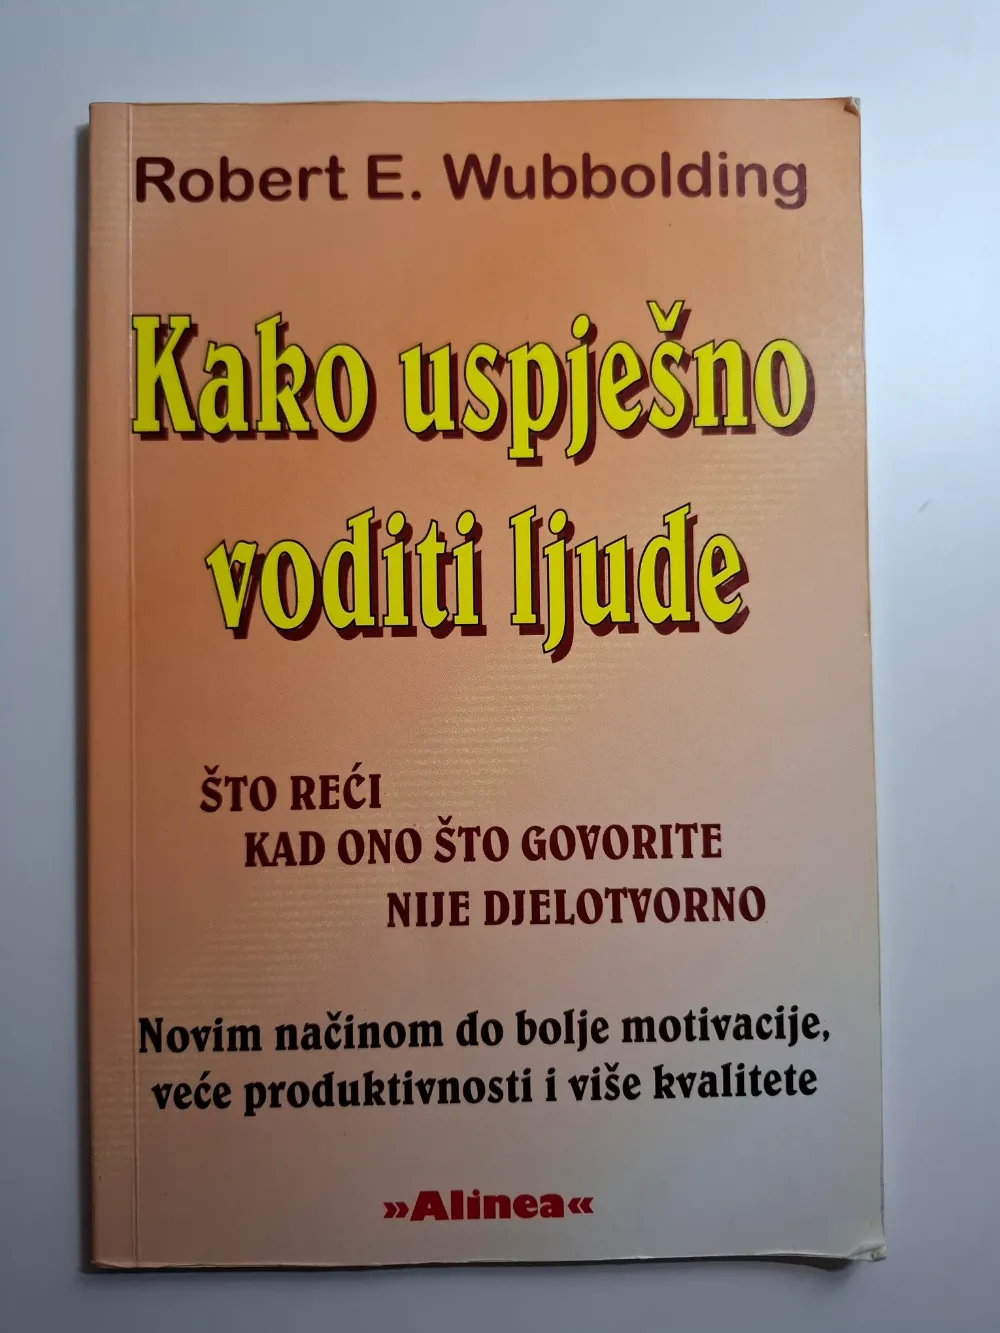 Robert E. Wubbolding
Kako uspješno
voditi ljude
ŠTO REĆI
KAD ONO ŠTO GOVORITE
NIJE DJELOTVORNO
Novim načinom do bolje motivacije,
veće produktivnosti i više kvalitete
»Alinea«